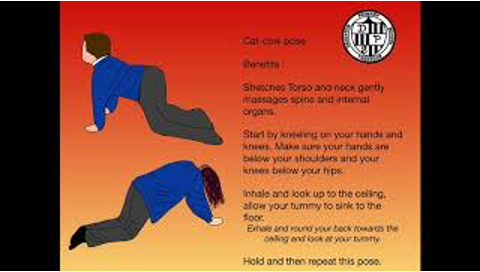 Cat-cow pose
Benefits :
Stretches Torso and neck gently
massages spine and internal
organs.
Start by kneeling on your hands and
knees. Make sure your hands are
below your shoulders and your
knees below your hips.
Inhale and look up to the ceiling,
allow your tummy to sink to the
floor.
Exhale and round your back towards the
ceiling and look at your tummy.
Hold and then repeat this pose.